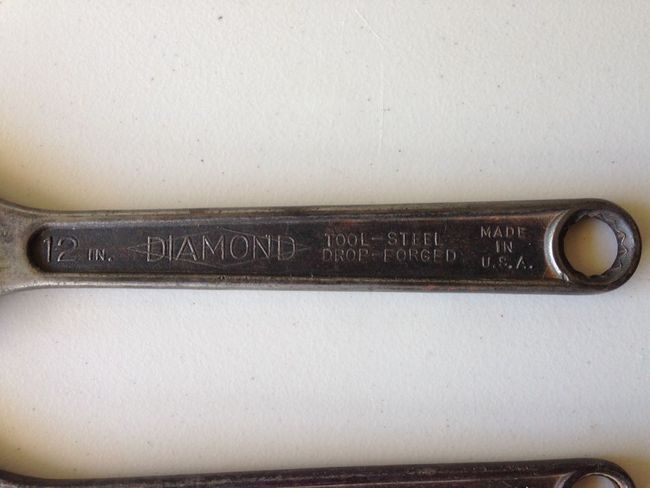 12 IN.
DIAMOND
TOOL-STEEL
DROP-FORGED
MADE
IN
U.S.A.